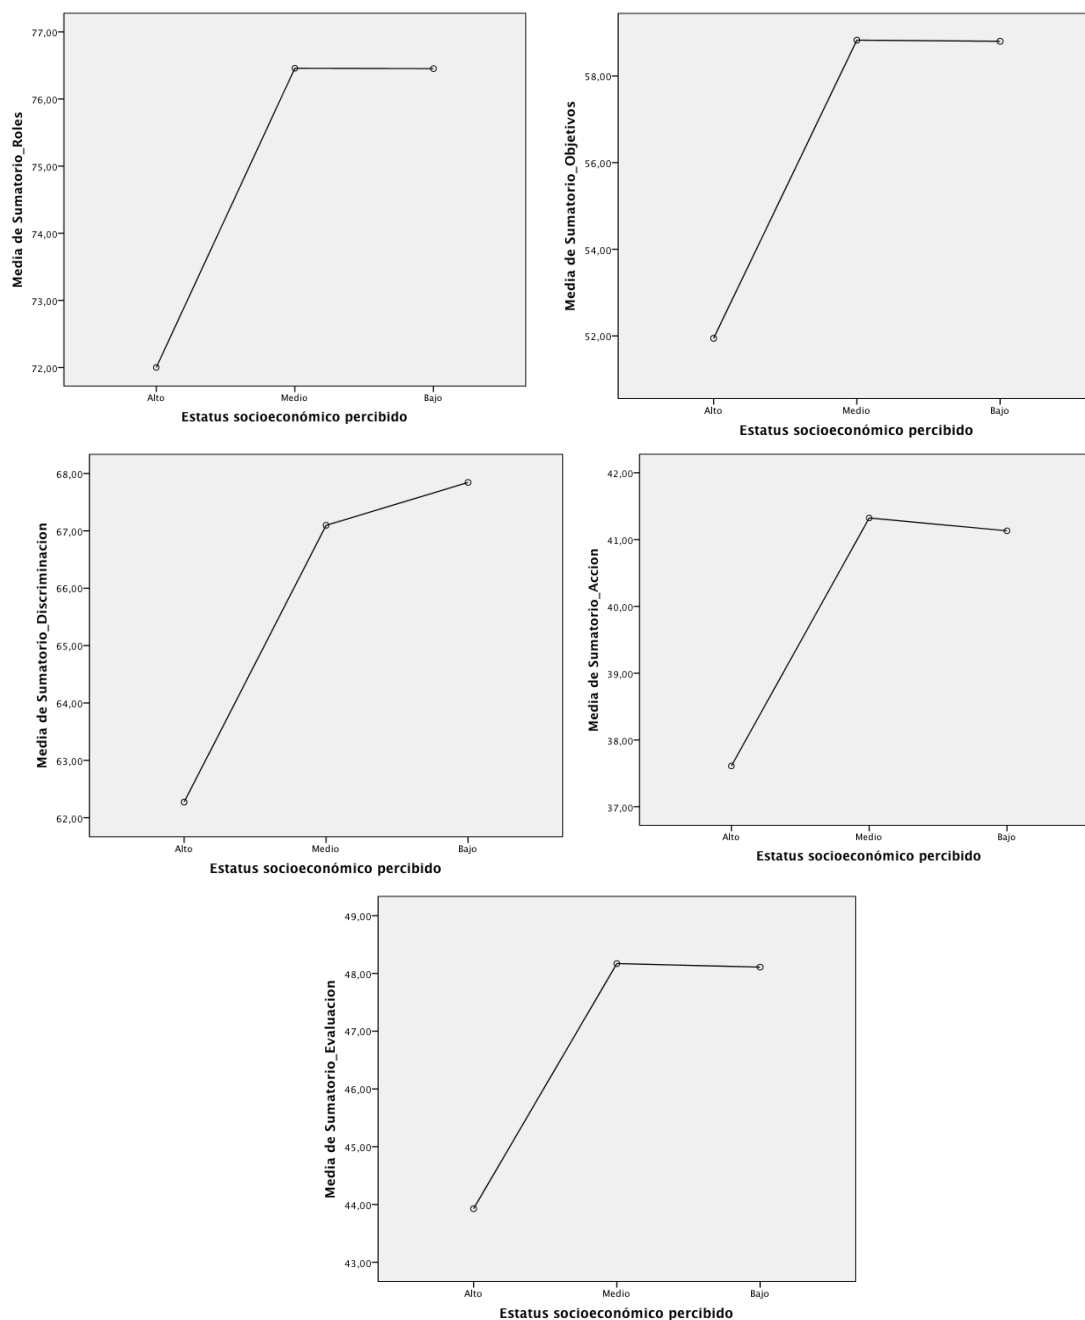 Media de Sumatorio_Roles
77,00
76,00
75,00
74,00
73,00
72,00
Alto Medio Bajo
Estatus socioeconómico percibido
Media de Sumatorio_Objetivos
58,00
56,00
54,00
52,00
Alto Medio Bajo
Estatus socioeconómico percibido
Media de Sumatorio_Discriminacion
68,00
67,00
66,00
65,00
64,00
63,00
62,00
Alto Medio Bajo
Estatus socioeconómico percibido
Media de Sumatorio_Accion
42,00
41,00
40,00
39,00
38,00
37,00
Alto Medio Bajo
Estatus socioeconómico percibido
Media de Sumatorio_Evaluacion
49,00
48,00
47,00
46,00
45,00
44,00
43,00
Alto Medio Bajo
Estatus socioeconómico percibido